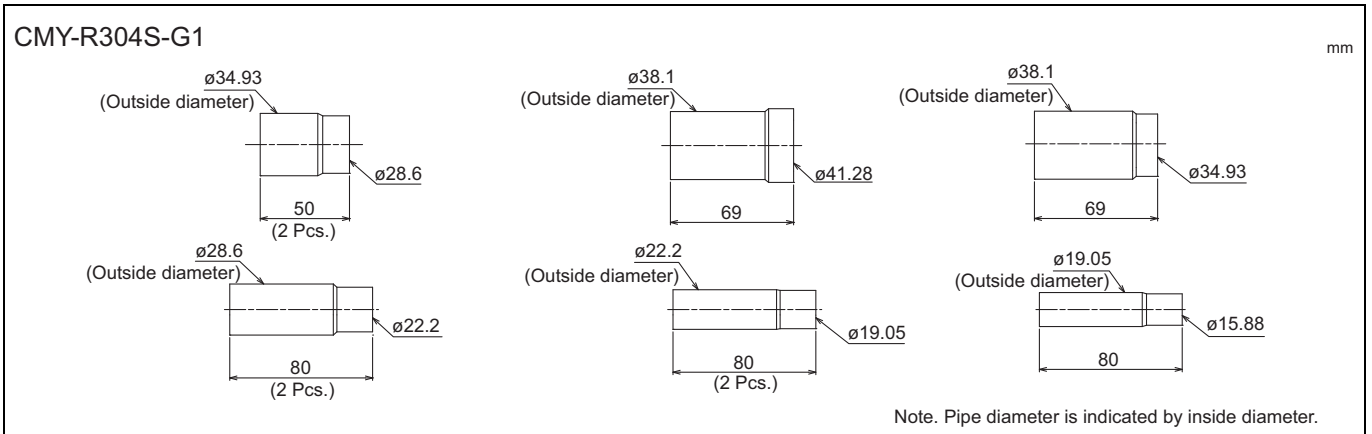 CMY-R304S-G1
mm
ø34.93
(Outside diameter)
ø28.6
50
(2 Pcs.)
ø38.1
(Outside diameter)
ø41.28
69
ø38.1
(Outside diameter)
ø34.93
69
ø28.6
(Outside diameter)
ø22.2
80
(2 Pcs.)
ø22.2
(Outside diameter)
ø19.05
80
(2 Pcs.)
ø19.05
(Outside diameter)
ø15.88
80
Note. Pipe diameter is indicated by inside diameter.